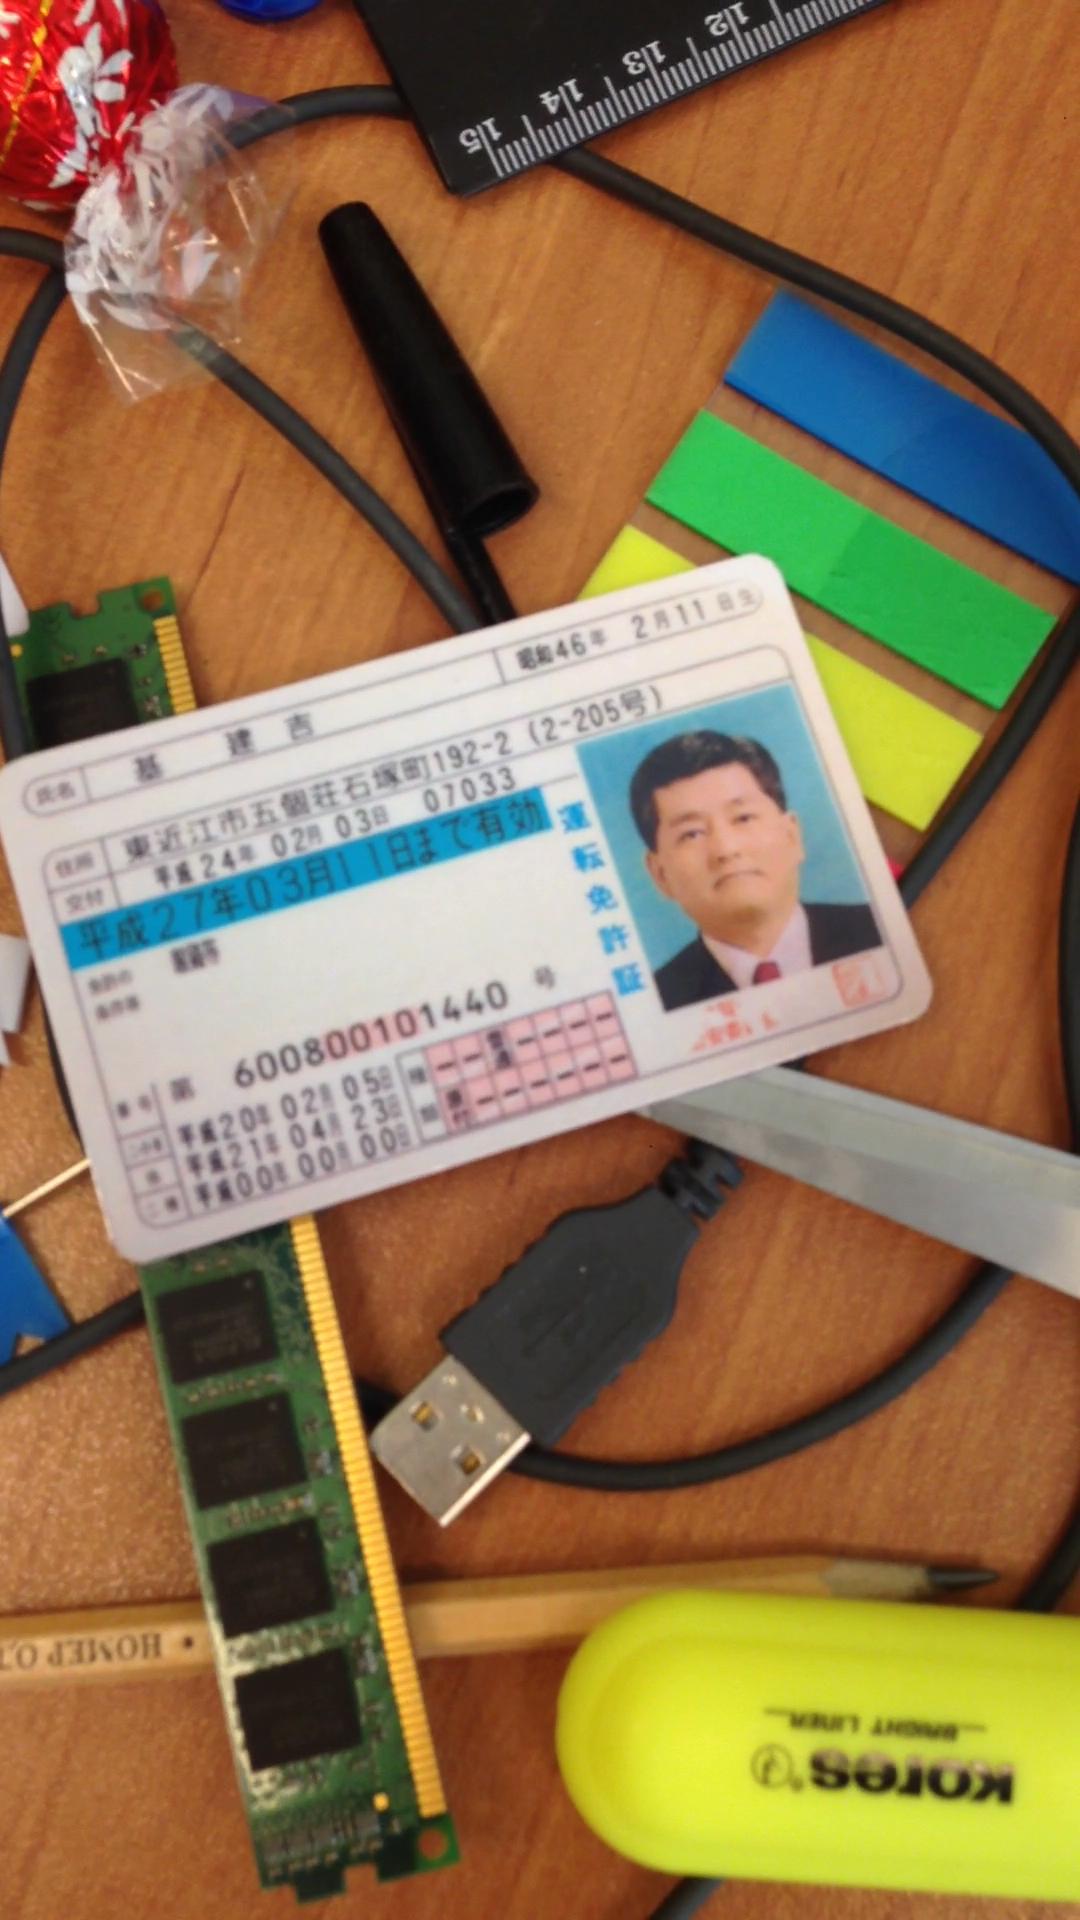 12
13
14
15
氏名 基 建 吉
昭和46年 2月11日生
住所 東近江市五個荘石塚町192-2 (2-205号)
交付 平成24年 02月 03日 07033
平成27年03月11日まで有効
免許の
条件等
眼鏡等
運転免許証
番号 第 600800101440 号
平成20年 02月 05日
平成21年 04月 23日
平成00年 00月 00日
二種
種類
普通
原付
HOMEP
BRIGHT LINER
Kores